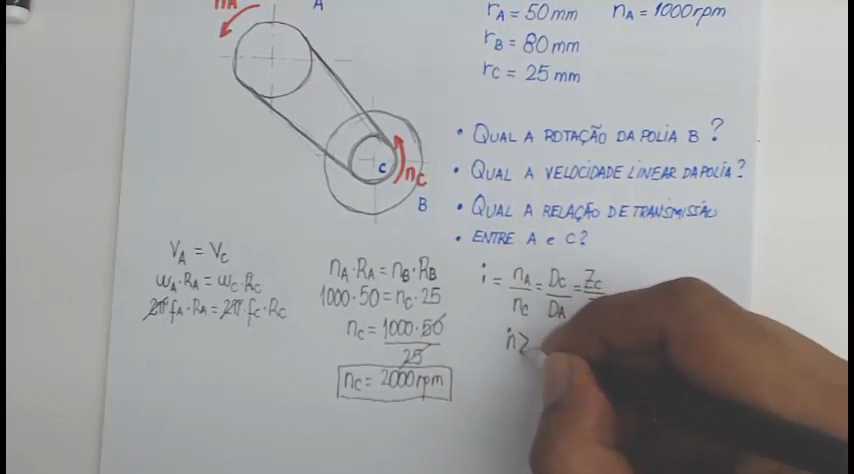 nA
A
rA = 50mm nA = 1000rpm
rB = 80mm
rC = 25mm
• QUAL A ROTAÇÃO DA POLIA B ?
• QUAL A VELOCIDADE LINEAR DA POLIA ?
• QUAL A RELAÇÃO DE TRANSMISSÃO
• ENTRE A e C?
C
nC
B
VA = VC
ωA·RA = ωC·RC
2π fA·RA = 2π·fC·RC
nA·RA = nB·RB
1000·50 = nC·25
nC = 1000·50
25
nC = 2000rpm
i = nA = DC = ZC
nC DA
i